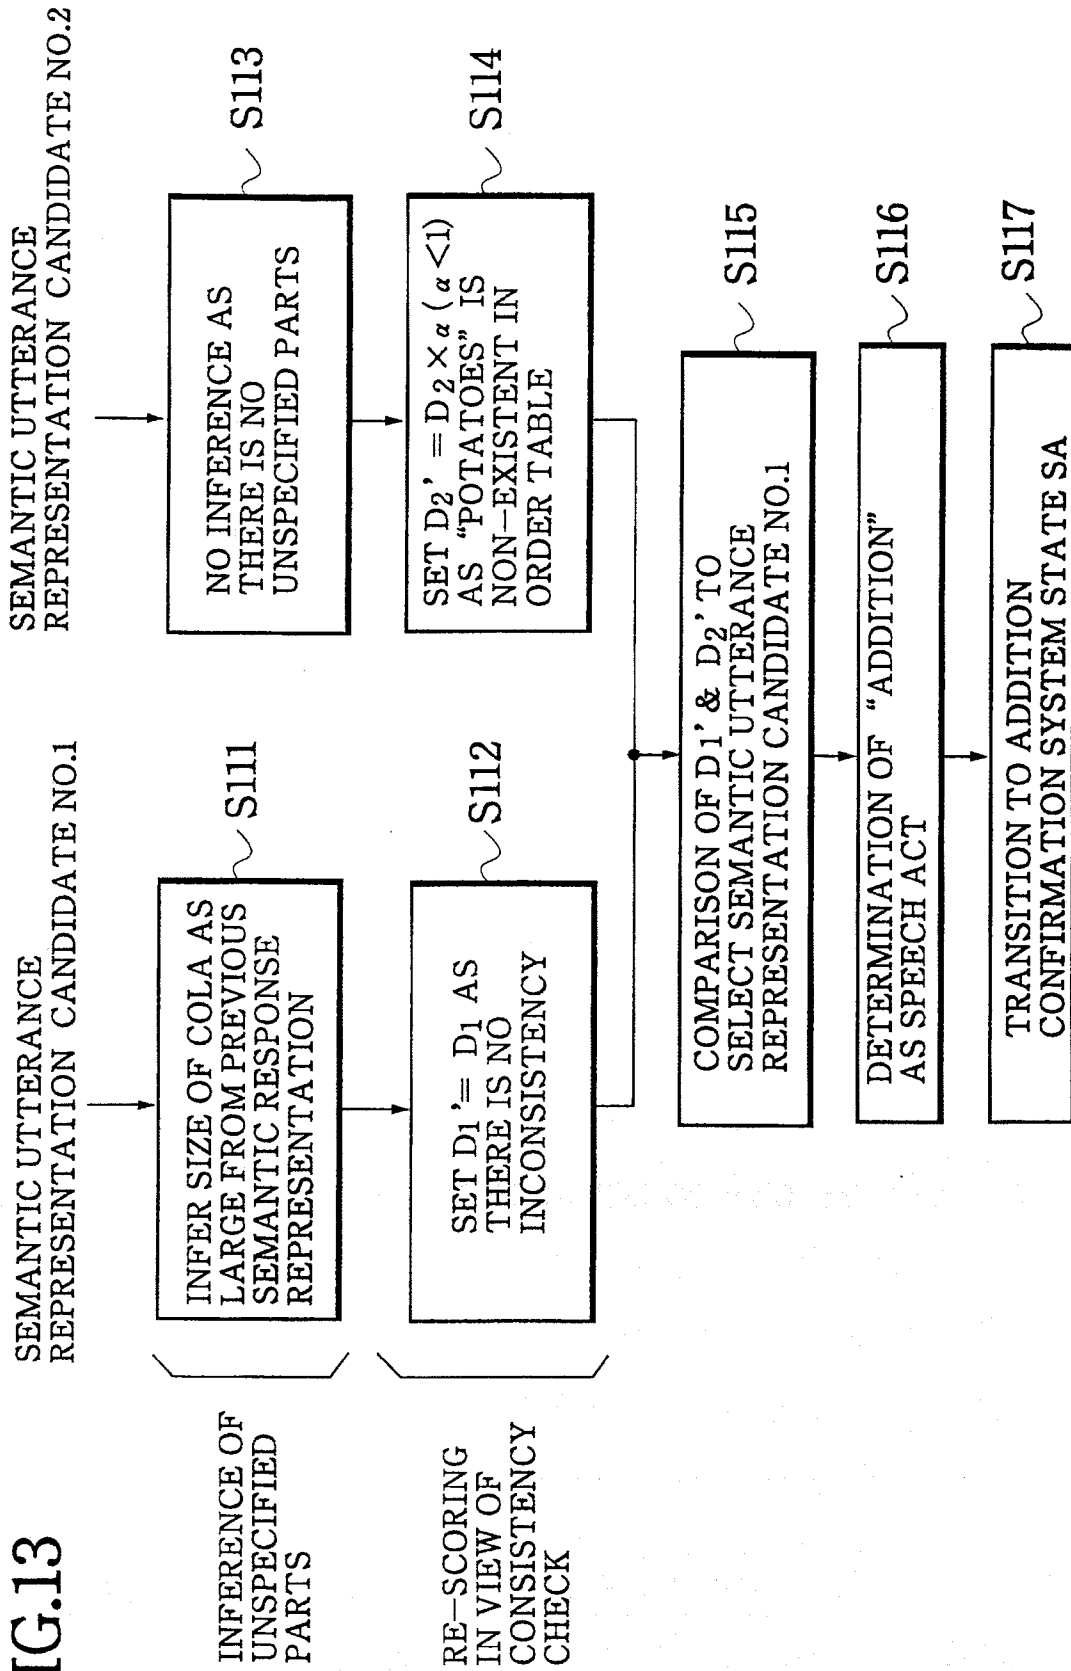 IG.13
SEMANTIC UTTERANCE
REPRESENTATION CANDIDATE NO.1
SEMANTIC UTTERANCE
REPRESENTATION CANDIDATE NO.2
INFERENCE OF
UNSPECIFIED
PARTS
INFER SIZE OF COLA AS
LARGE FROM PREVIOUS
SEMANTIC RESPONSE
REPRESENTATION
S111
NO INFERENCE AS
THERE IS NO
UNSPECIFIED PARTS
S113
RE-SCORING
IN VIEW OF
CONSISTENCY
CHECK
SET D1'= D1 AS
THERE IS NO
INCONSISTENCY
S112
SET D2' = D2 × α (α <1)
AS "POTATOES" IS
NON-EXISTENT IN
ORDER TABLE
S114
COMPARISON OF D1' & D2' TO
SELECT SEMANTIC UTTERANCE
REPRESENTATION CANDIDATE NO.1
S115
DETERMINATION OF "ADDITION"
AS SPEECH ACT
S116
TRANSITION TO ADDITION
CONFIRMATION SYSTEM STATE SA
S117